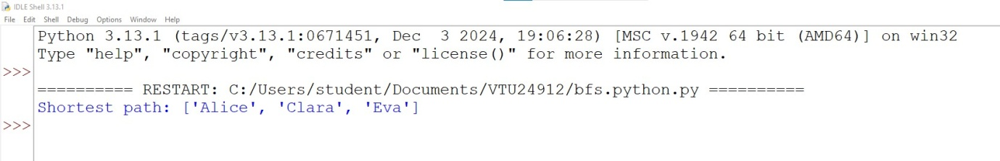 IDLE Shell 3.13.1
File Edit Shell Debug Options Window Help
Python 3.13.1 (tags/v3.13.1:0671451, Dec  3 2024, 19:06:28) [MSC v.1942 64 bit (AMD64)] on win32
Type "help", "copyright", "credits" or "license()" for more information.
>>>
========== RESTART: C:/Users/student/Documents/VTU24912/bfs.python.py ==========
Shortest path: ['Alice', 'Clara', 'Eva']
>>>